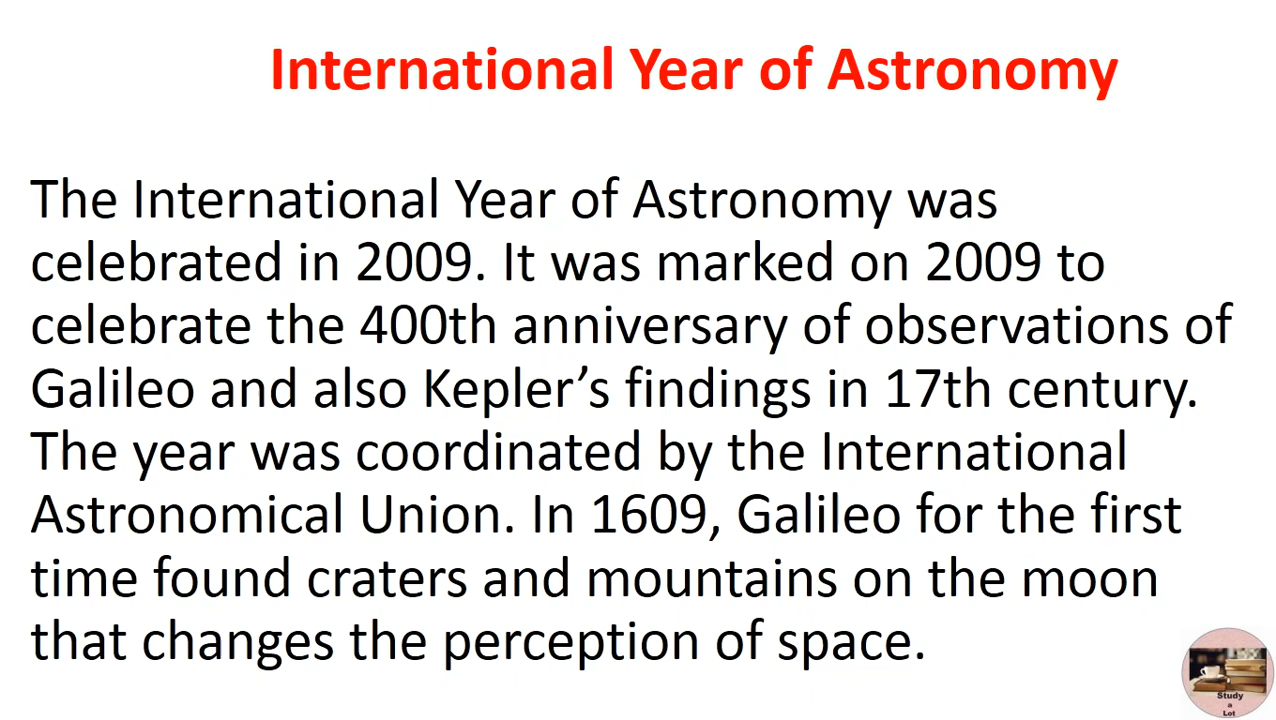 International Year of Astronomy
The International Year of Astronomy was
celebrated in 2009. It was marked on 2009 to
celebrate the 400th anniversary of observations of
Galileo and also Kepler’s findings in 17th century.
The year was coordinated by the International
Astronomical Union. In 1609, Galileo for the first
time found craters and mountains on the moon
that changes the perception of space.
Study
a
Lot